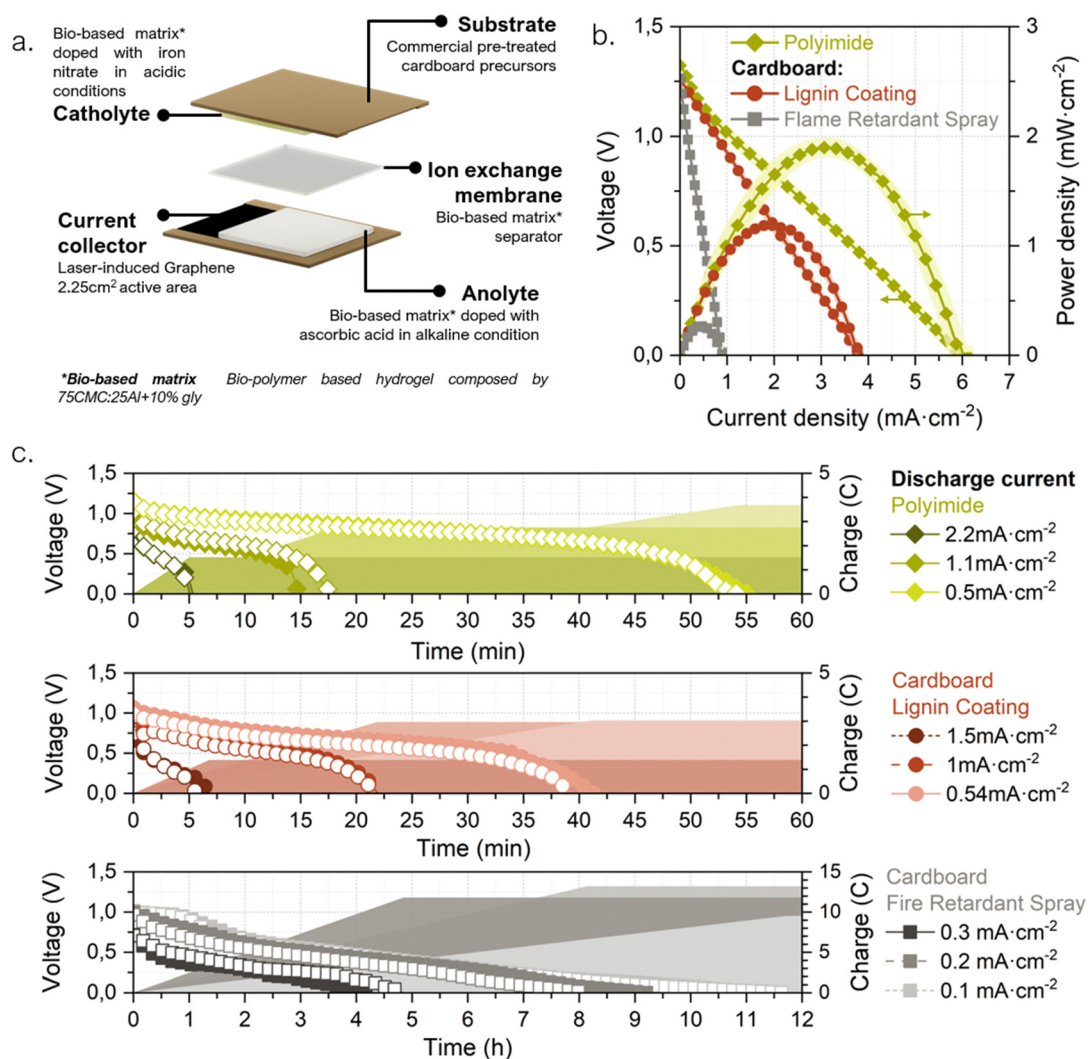 a.
Bio-based matrix*
doped with iron
nitrate in acidic
conditions
Catholyte
Substrate
Commercial pre-treated
cardboard precursors
Ion exchange
membrane
Bio-based matrix*
separator
Current
collector
Laser-induced Graphene
2.25cm² active area
Anolyte
Bio-based matrix* doped with
ascorbic acid in alkaline condition
*Bio-based matrix Bio-polymer based hydrogel composed by
75CMC:25Al+10% gly
b.
Polyimide
Cardboard:
Lignin Coating
Flame Retardant Spray
Voltage (V)
1,5
1,0
0,5
0,0
Power density (mW·cm⁻²)
3
2
1
0
0 1 2 3 4 5 6 7
Current density (mA·cm⁻²)
c.
Voltage (V)
1,5
1,0
0,5
0,0
Charge (C)
5
0
0 5 10 15 20 25 30 35 40 45 50 55 60
Time (min)
Discharge current
Polyimide
2.2mA·cm⁻²
1.1mA·cm⁻²
0.5mA·cm⁻²
Voltage (V)
1,5
1,0
0,5
0,0
Charge (C)
5
0
0 5 10 15 20 25 30 35 40 45 50 55 60
Time (min)
Cardboard
Lignin Coating
1.5mA·cm⁻²
1mA·cm⁻²
0.54mA·cm⁻²
Voltage (V)
1,5
1,0
0,5
0,0
Charge (C)
15
10
5
0
0 1 2 3 4 5 6 7 8 9 10 11 12
Time (h)
Cardboard
Fire Retardant Spray
0.3 mA·cm⁻²
0.2 mA·cm⁻²
0.1 mA·cm⁻²